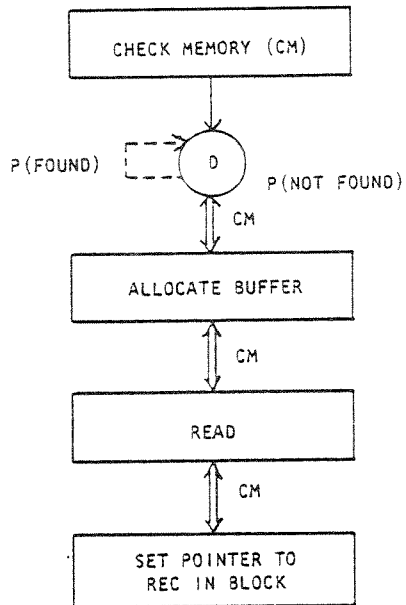 CHECK MEMORY (CM)
P(FOUND)
D
P(NOT FOUND)
CM
ALLOCATE BUFFER
CM
READ
CM
SET POINTER TO
REC IN BLOCK